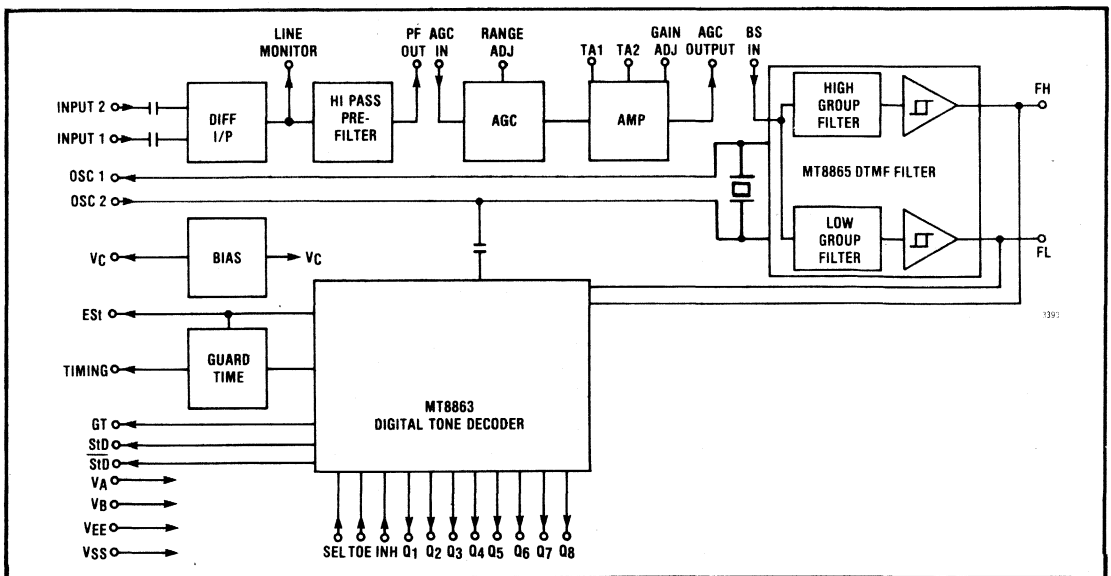 LINE
MONITOR
PF
OUT
AGC
IN
RANGE
ADJ
TA1
TA2
GAIN
ADJ
AGC
OUTPUT
BS
IN
INPUT 2
INPUT 1
DIFF
I/P
HI PASS
PRE-
FILTER
AGC
AMP
HIGH
GROUP
FILTER
FH
MT8865 DTMF FILTER
LOW
GROUP
FILTER
FL
OSC 1
OSC 2
VC
BIAS
VC
ESt
GUARD
TIME
TIMING
MT8863
DIGITAL TONE DECODER
GT
StD
StD
VA
VB
VEE
VSS
SEL TOE INH Q1 Q2 Q3 Q4 Q5 Q6 Q7 Q8